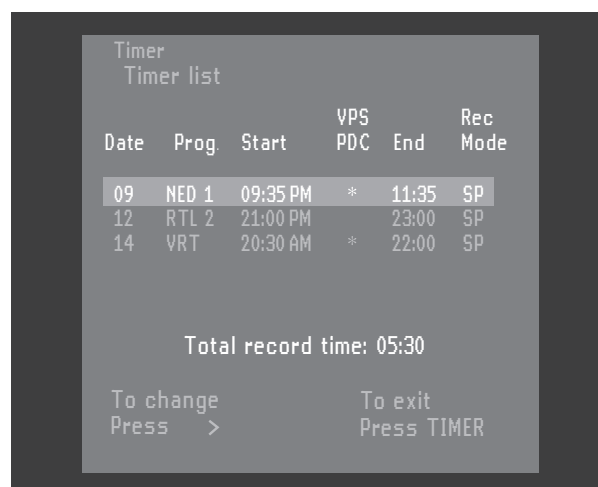 Timer
Timer list
VPS Rec
Date Prog. Start PDC End Mode
09 NED 1 09:35 PM * 11:35 SP
12 RTL 2 21:00 PM 23:00 SP
14 VRT 20:30 AM * 22:00 SP
Total record time: 05:30
To change To exit
Press > Press TIMER